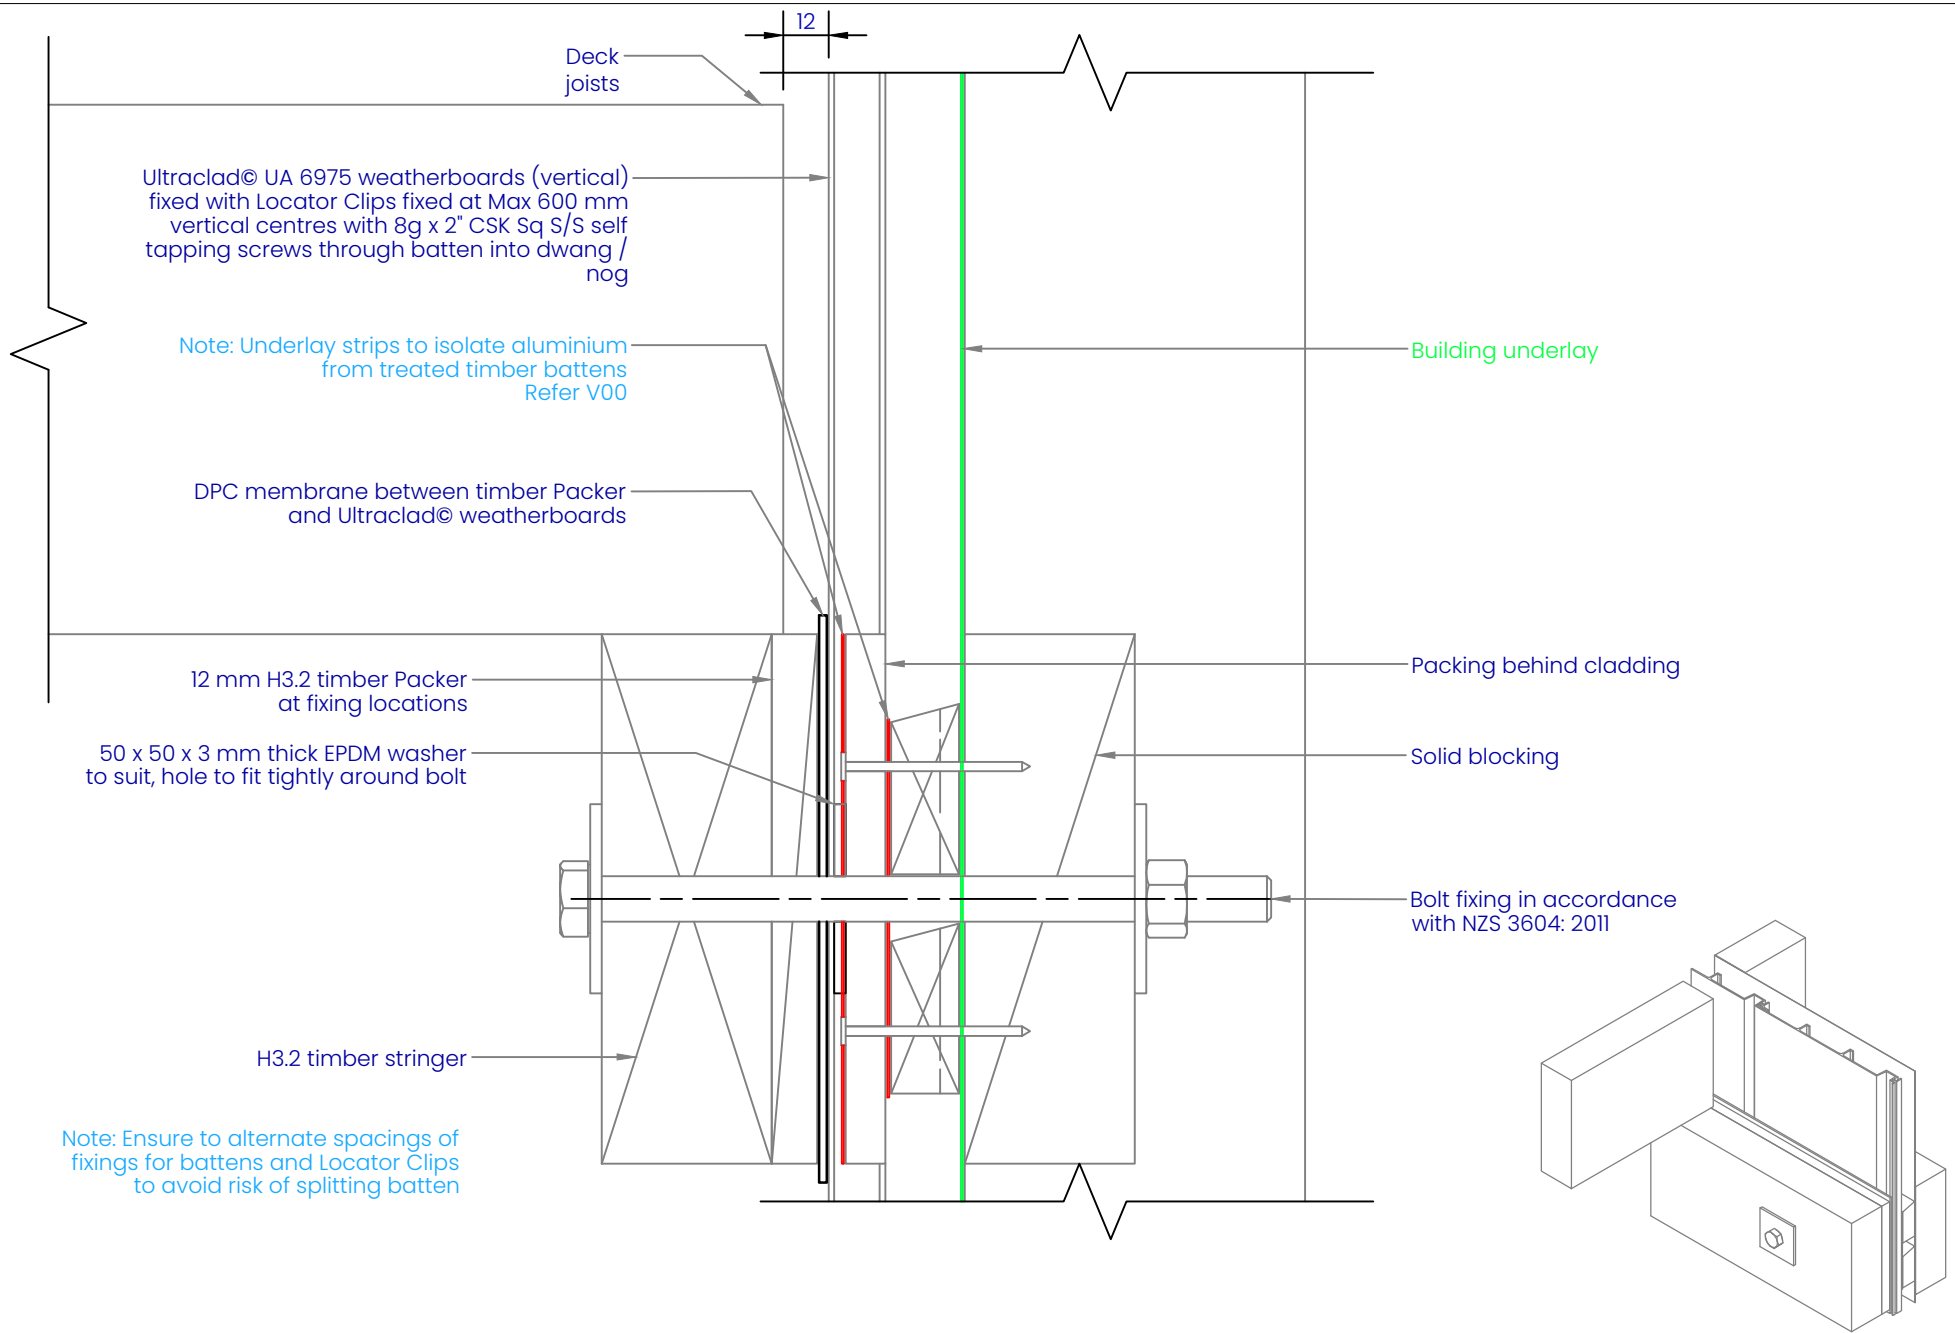 12
Deck
joists
Ultraclad© UA 6975 weatherboards (vertical)
fixed with Locator Clips fixed at Max 600 mm
vertical centres with 8g x 2" CSK Sq S/S self
tapping screws through batten into dwang /
nog
Note: Underlay strips to isolate aluminium
from treated timber battens
Refer V00
Building underlay
DPC membrane between timber Packer
and Ultraclad© weatherboards
12 mm H3.2 timber Packer
at fixing locations
Packing behind cladding
50 x 50 x 3 mm thick EPDM washer
to suit, hole to fit tightly around bolt
Solid blocking
Bolt fixing in accordance
with NZS 3604: 2011
H3.2 timber stringer
Note: Ensure to alternate spacings of
fixings for battens and Locator Clips
to avoid risk of splitting batten